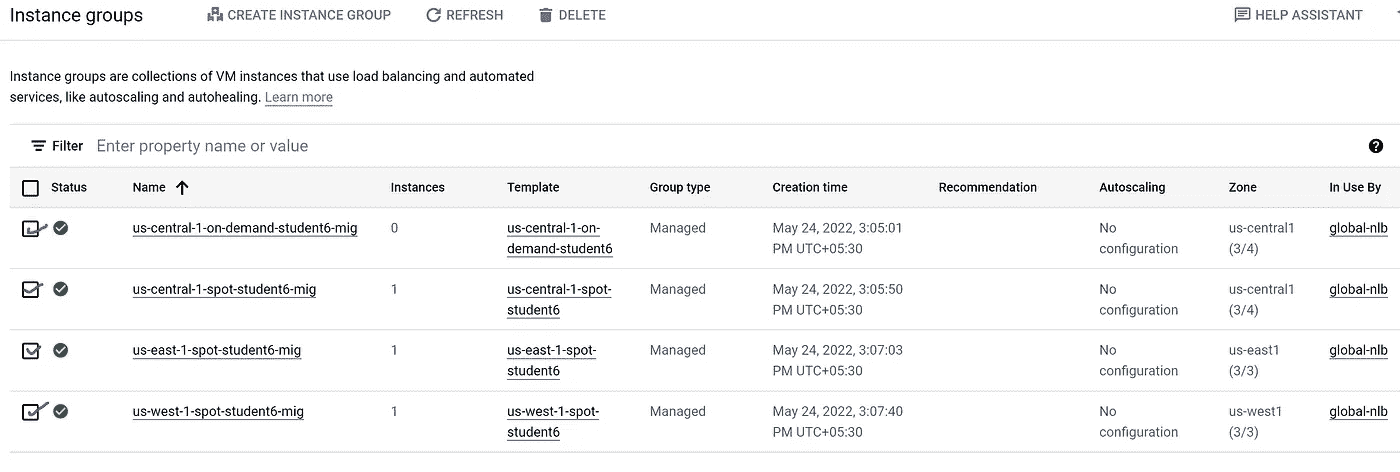 Instance groups CREATE INSTANCE GROUP REFRESH DELETE HELP ASSISTANT
Instance groups are collections of VM instances that use load balancing and automated
services, like autoscaling and autohealing. Learn more
Filter Enter property name or value
Status Name Instances Template Group type Creation time Recommendation Autoscaling Zone In Use By
us-central-1-on-demand-student6-mig 0 us-central-1-on- Managed May 24, 2022, 3:05:01 No us-central1 global-nlb
demand-student6 PM UTC+05:30 configuration (3/4)
us-central-1-spot-student6-mig 1 us-central-1-spot- Managed May 24, 2022, 3:05:50 No us-central1 global-nlb
student6 PM UTC+05:30 configuration (3/4)
us-east-1-spot-student6-mig 1 us-east-1-spot- Managed May 24, 2022, 3:07:03 No us-east1 global-nlb
student6 PM UTC+05:30 configuration (3/3)
us-west-1-spot-student6-mig 1 us-west-1-spot- Managed May 24, 2022, 3:07:40 No us-west1 global-nlb
student6 PM UTC+05:30 configuration (3/3)